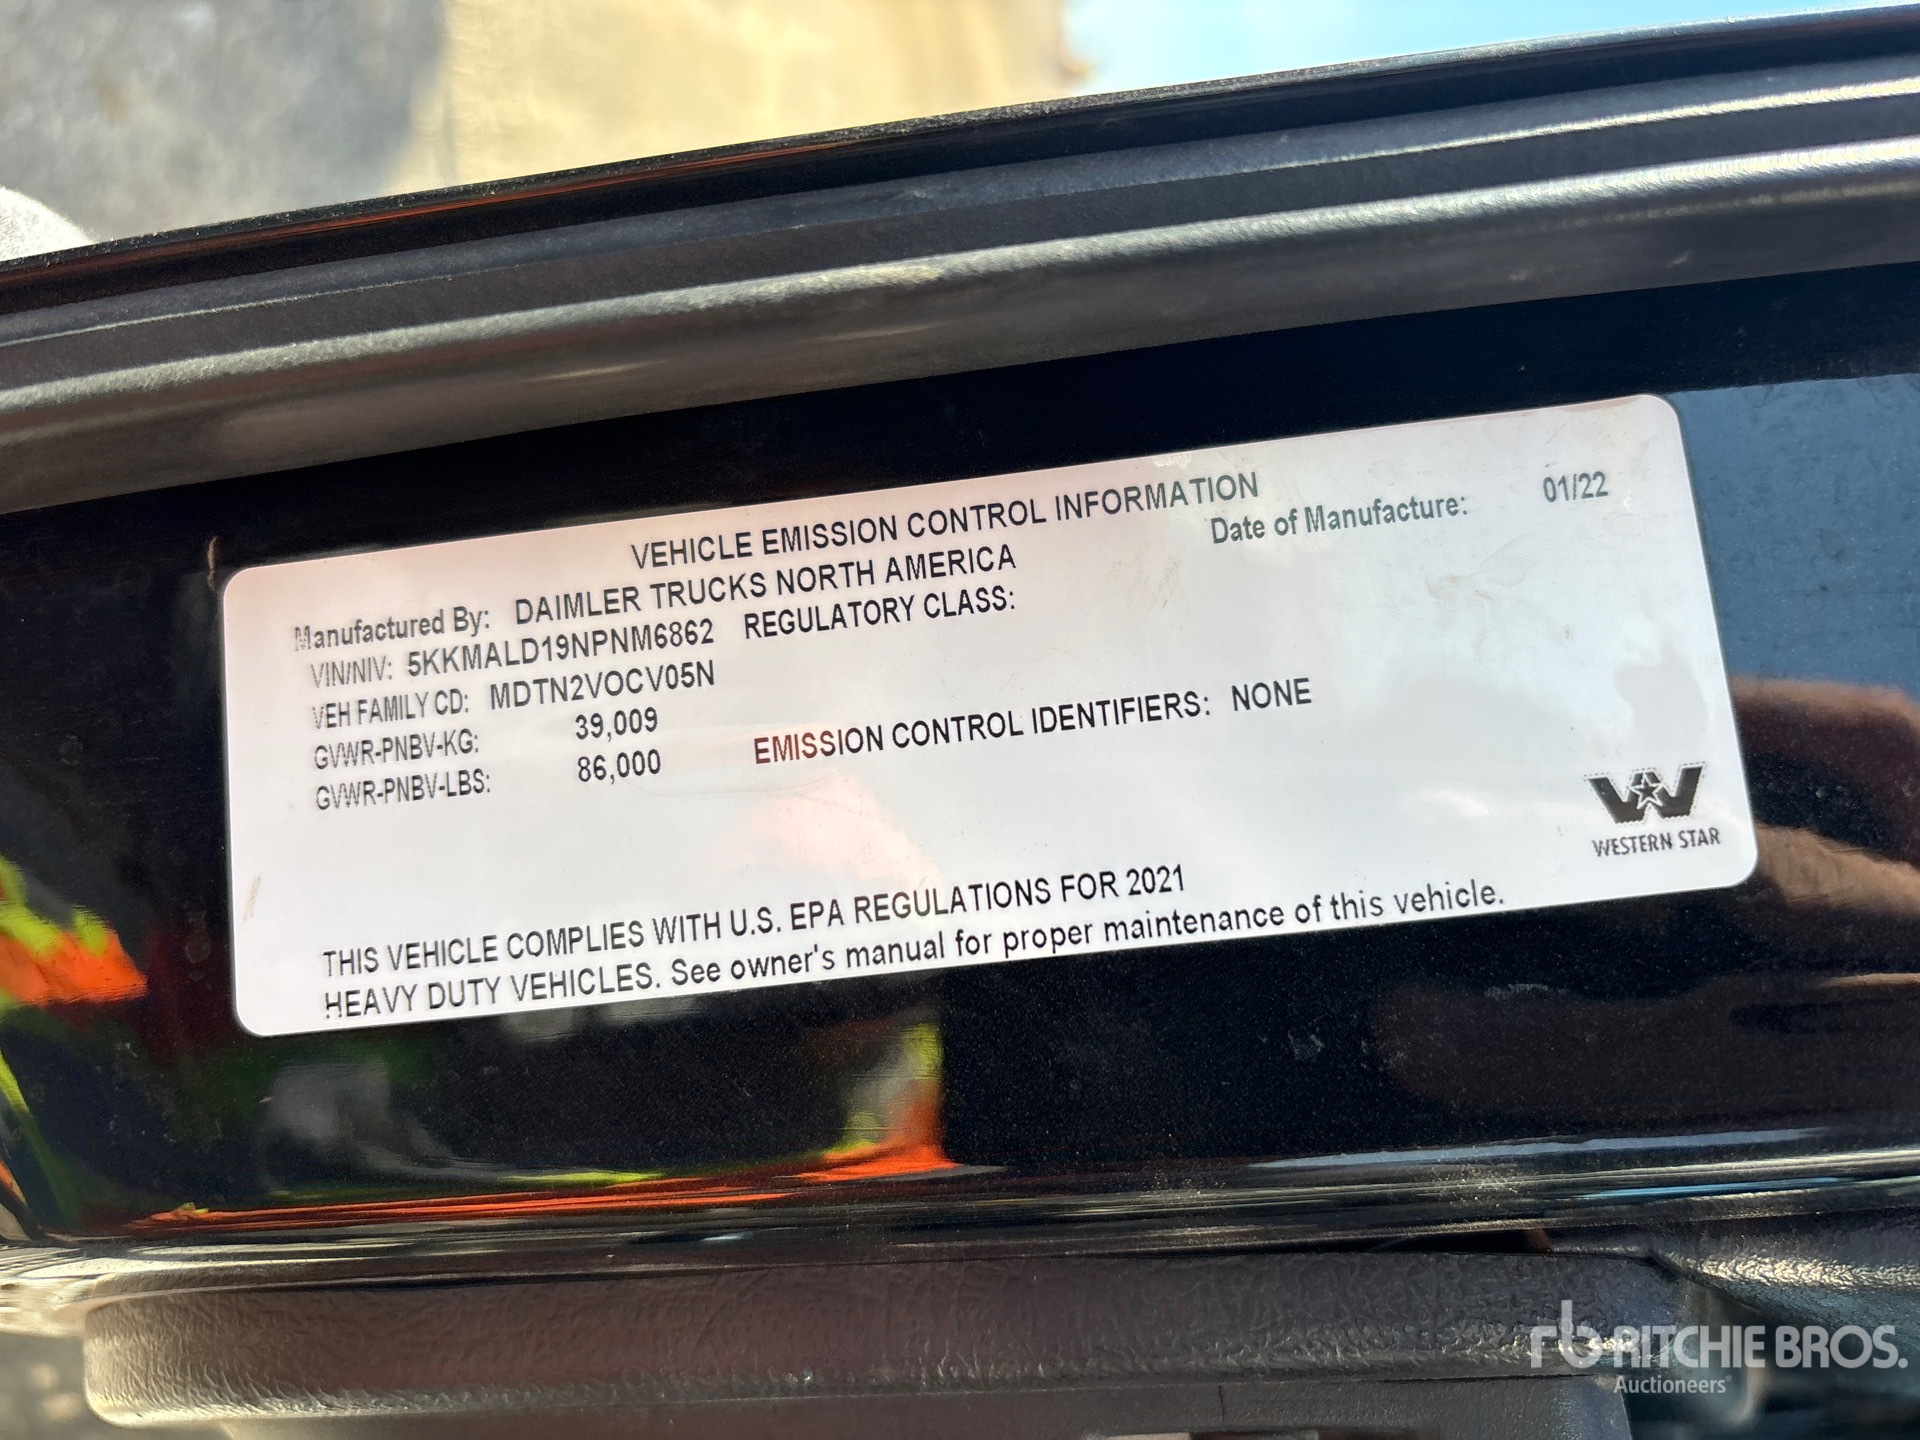 VEHICLE EMISSION CONTROL INFORMATION
Manufactured By: DAIMLER TRUCKS NORTH AMERICA Date of Manufacture: 01/22
VIN/NIV: 5KKMALD19NPNM6862 REGULATORY CLASS:
VEH FAMILY CD: MDTN2VOCV05N
GVWR-PNBV-KG: 39,009
GVWR-PNBV-LBS: 86,000 EMISSION CONTROL IDENTIFIERS: NONE
WESTERN STAR
THIS VEHICLE COMPLIES WITH U.S. EPA REGULATIONS FOR 2021
HEAVY DUTY VEHICLES. See owner's manual for proper maintenance of this vehicle.
rb RITCHIE BROS.
Auctioneers